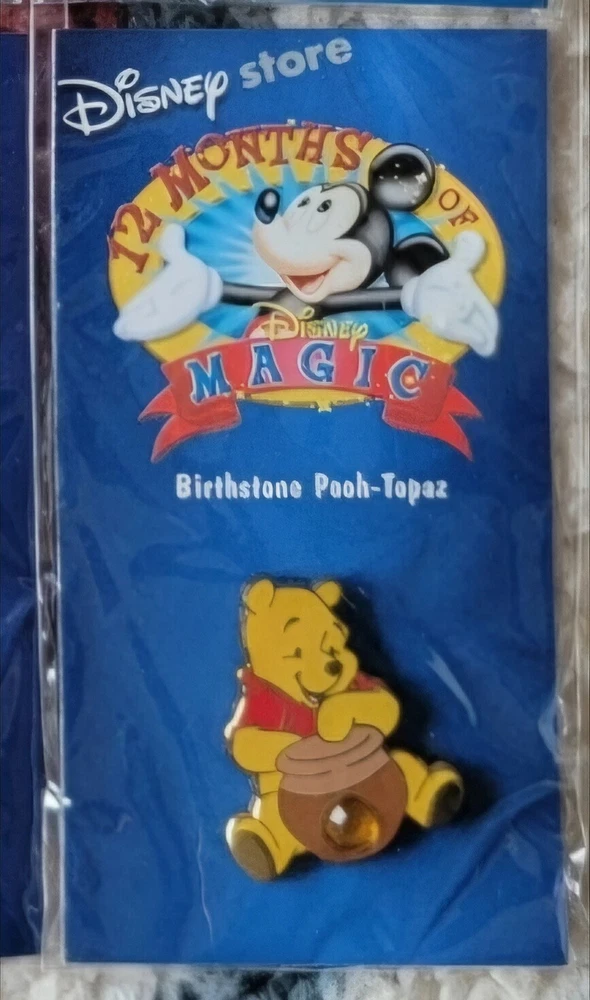 Disney store
12 MONTHS OF
Disney
MAGIC
Birthstone Pooh-Topaz